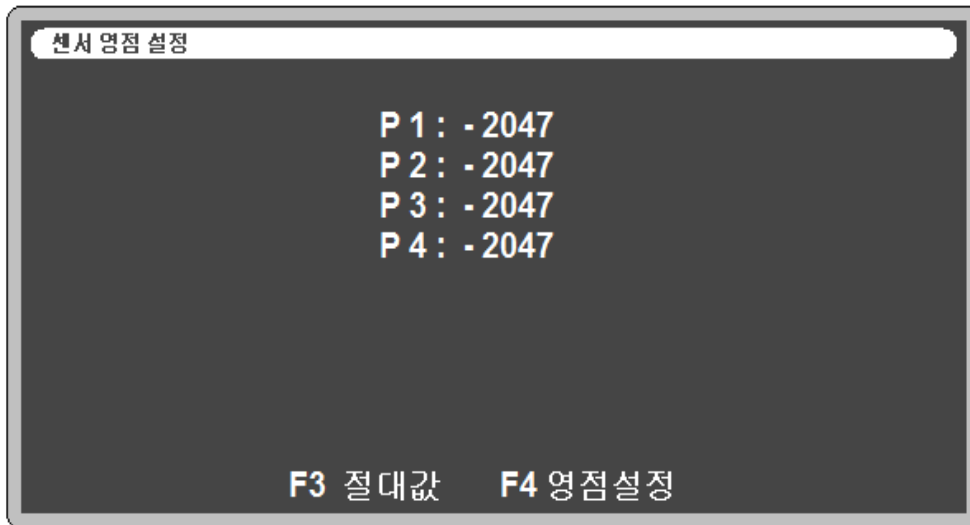 센서 영점 설정
P 1 : - 2047
P 2 : - 2047
P 3 : - 2047
P 4 : - 2047
F3 절대값 F4 영점설정